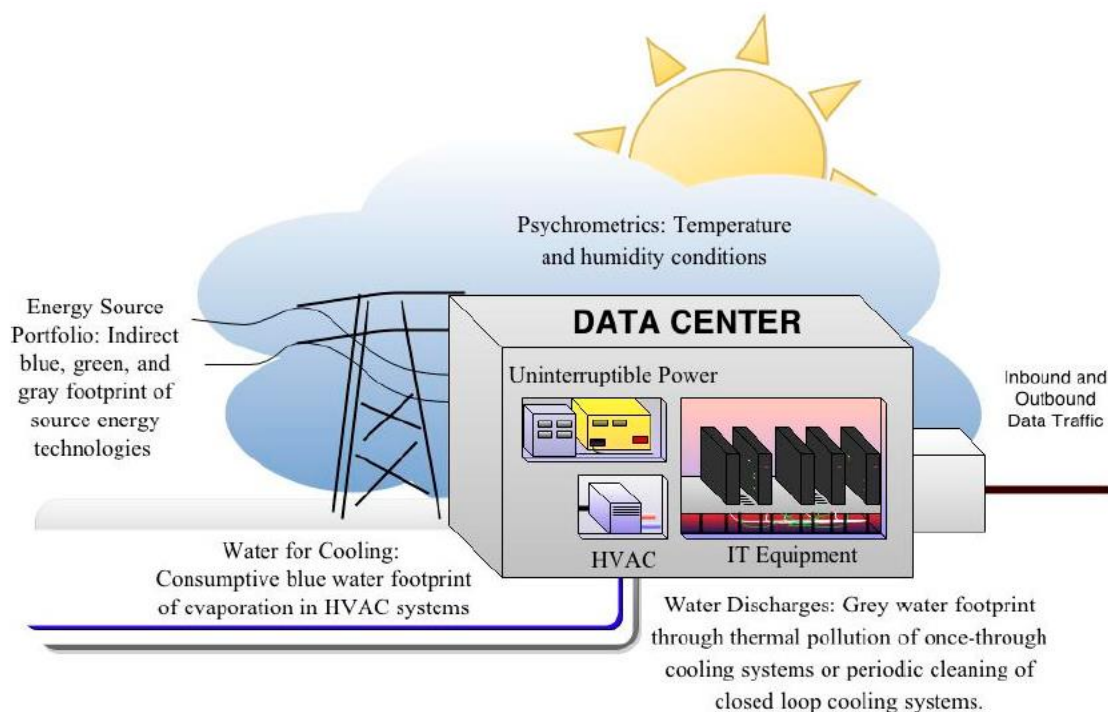 Psychrometrics: Temperature
and humidity conditions
Energy Source
Portfolio: Indirect
blue, green, and
gray footprint of
source energy
technologies
DATA CENTER
Uninterruptible Power
HVAC
IT Equipment
Inbound and
Outbound
Data Traffic
Water for Cooling:
Consumptive blue water footprint
of evaporation in HVAC systems
Water Discharges: Grey water footprint
through thermal pollution of once-through
cooling systems or periodic cleaning of
closed loop cooling systems.